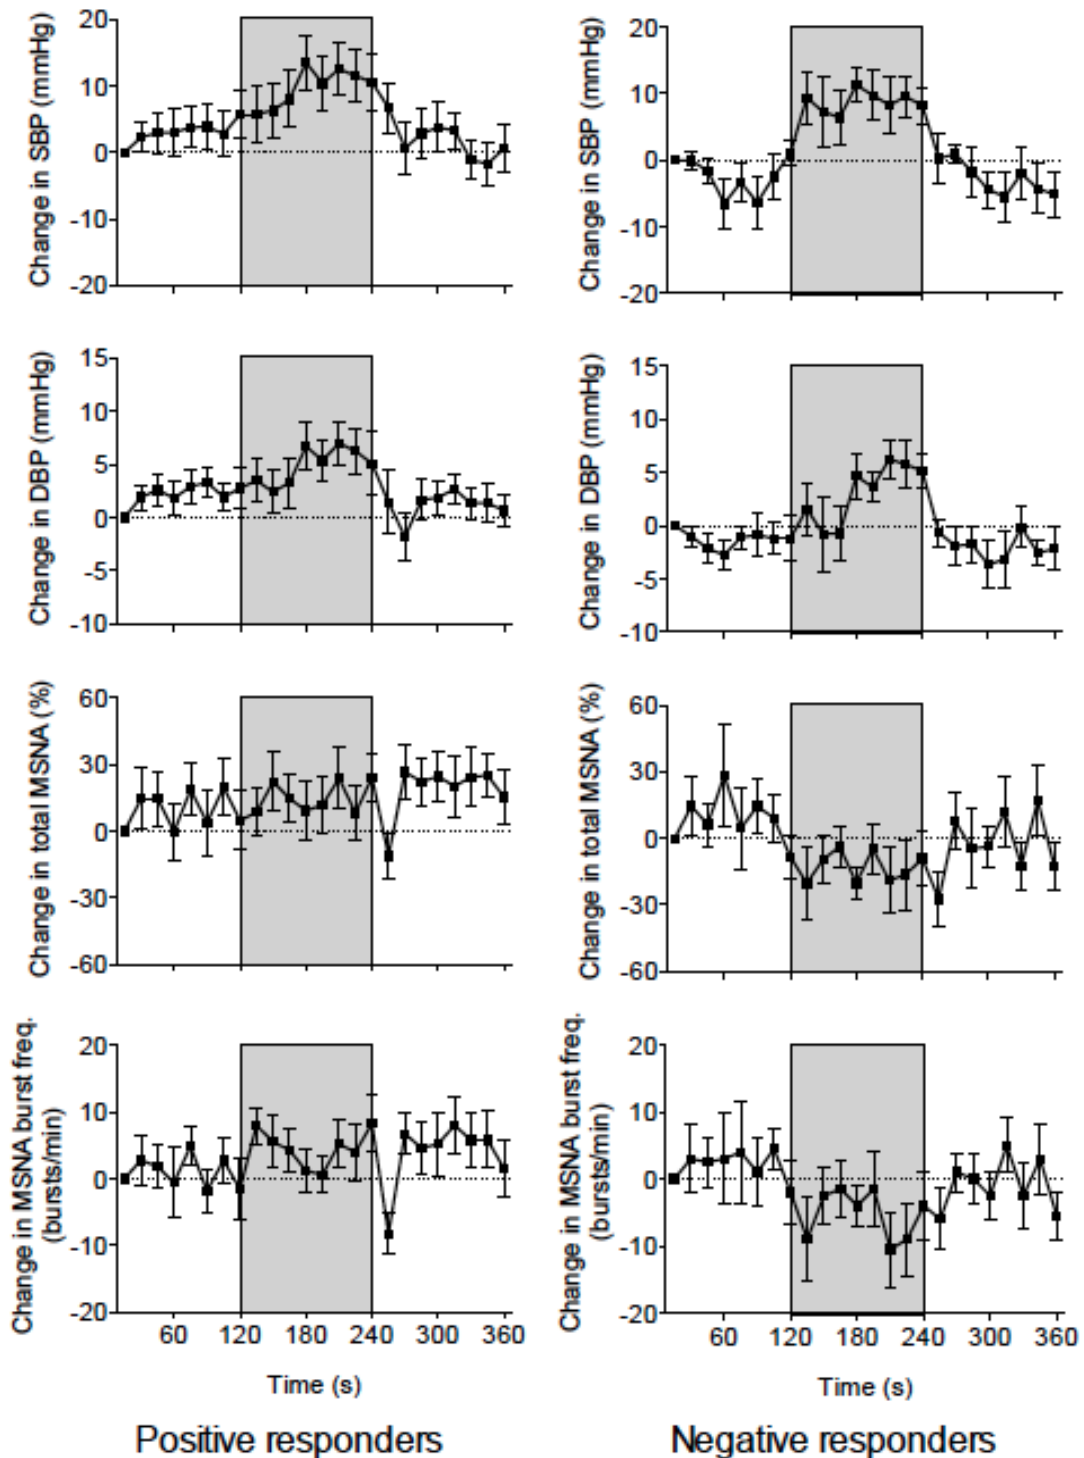 Change in SBP (mmHg)
20
10
0
-10
-20
Change in SBP (mmHg)
20
10
0
-10
-20
Change in DBP (mmHg)
15
10
5
0
-5
-10
Change in DBP (mmHg)
15
10
5
0
-5
-10
Change in total MSNA (%)
60
30
0
-30
-60
Change in total MSNA (%)
60
30
0
-30
-60
Change in MSNA burst freq.
(bursts/min)
20
10
0
-10
-20
60 120 180 240 300 360
Time (s)
Change in MSNA burst freq.
(bursts/min)
20
10
0
-10
-20
60 120 180 240 300 360
Time (s)
Positive responders
Negative responders